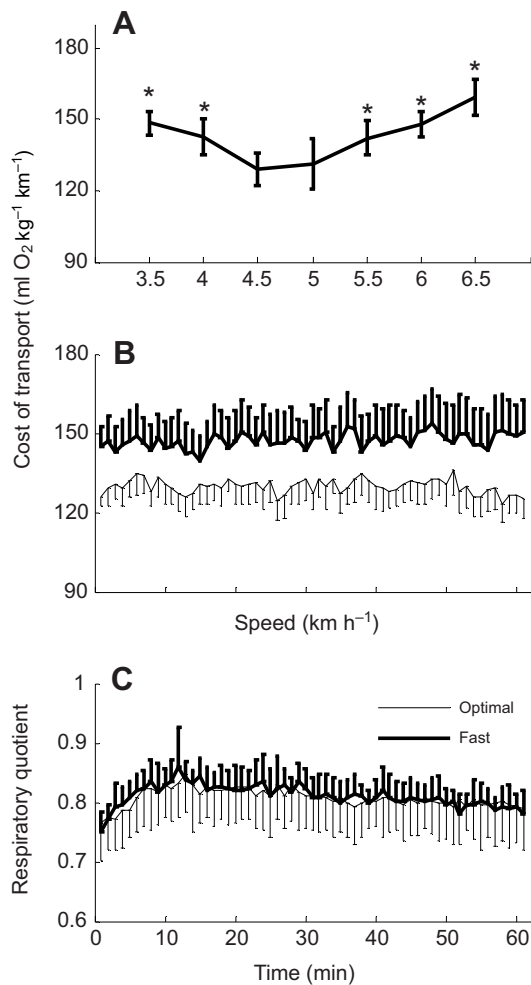 A
Cost of transport (ml O₂ kg⁻¹ km⁻¹)
180
150
120
90
* * * * *
3.5 4 4.5 5 5.5 6 6.5
B
180
150
120
90
Speed (km h⁻¹)
C
Respiratory quotient
1
0.9
0.8
0.7
0.6
Optimal
Fast
0 10 20 30 40 50 60
Time (min)